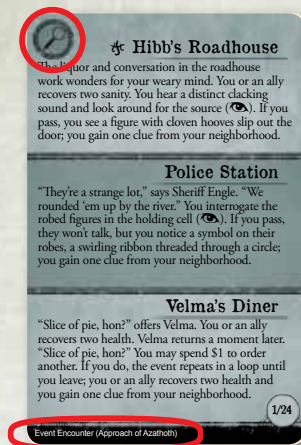 Hibb's Roadhouse
The liquor and conversation in the roadhouse
work wonders for your weary mind. You or an ally
recovers two sanity. You hear a distinct clacking
sound and look around for the source (). If you
pass, you see a figure with cloven hooves slip out the
door; you gain one clue from your neighborhood.
Police Station
"They're a strange lot," says Sheriff Engle. "We
rounded 'em up by the river." You interrogate the
robed figures in the holding cell (). If you pass,
they won't talk, but you notice a symbol on their
robes, a swirling ribbon threaded through a circle;
you gain one clue from your neighborhood.
Velma's Diner
"Slice of pie, hon?" offers Velma. You or an ally
recovers two health. Velma returns a moment later.
"Slice of pie, hon?" You may spend $1 to order
another. If you do, the event repeats in a loop until
you leave; you or an ally recovers two health and
you gain one clue from your neighborhood.
1/24
Event Encounter (Approach of Azathoth)